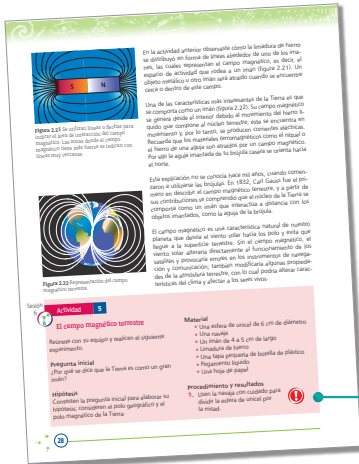 En la actividad anterior observaste cómo la limadura de hierro
se distribuyó en forma de líneas alrededor de uno de los ima-
nes, las cuales representan el campo magnético, es decir, al
espacio de actividad que rodea a un imán (figura 2.21). Un
objeto metálico u otro imán será atraído cuando se encuentre
cerca o dentro de este campo.
S N
Figura 2.21 Se utilizan líneas o flechas para
indicar el área de interacción del campo
magnético. Las zonas donde el campo
magnético tiene más fuerza se indican con
líneas muy cercanas.
Una de las características más interesantes de la Tierra es que
se comporta como un imán (figura 2.22). Su campo magnético
se genera desde el interior debido al movimiento del hierro lí-
quido que compone al núcleo terrestre; éste se encuentra en
movimiento y, por lo tanto, se producen corrientes eléctricas.
Recuerda que los materiales ferromagnéticos como el níquel o
el hierro de una aguja son atraídos por un campo magnético.
Por ello la aguja imantada de tu brújula casera se orienta hacia
el norte.
Esta explicación no se conocía hace mil años, cuando comen-
zaron a utilizarse las brújulas. En 1832, Carl Gauss fue el pri-
mero en describir el campo magnético terrestre, y a partir de
sus contribuciones se comprendió que el núcleo de la Tierra se
comporta como un imán que interactúa a distancia con los
objetos imantados, como la aguja de la brújula.
El campo magnético es una característica natural de nuestro
planeta que desvía el viento solar hacia los polos y evita que
llegue a la superficie terrestre. Sin el campo magnético, el
viento solar alteraría directamente el funcionamiento de los
satélites y provocaría errores en los instrumentos de navega-
ción y comunicación; también modificaría algunas propieda-
des de la atmósfera terrestre, con lo cual podría alterar carac-
terísticas del clima y afectar a los seres vivos.
Figura 2.22 Representación del campo
magnético terrestre.
Sesión
6
Actividad 5
El campo magnético terrestre
Reúnete con su equipo y realicen el siguiente
experimento.
Pregunta inicial
¿Por qué se dice que la Tierra es como un gran
imán?
Hipótesis
Contesten la pregunta inicial para elaborar su
hipótesis; consideren el polo geográfico y el
polo magnético de la Tierra.
Material
• Una esfera de unicel de 6 cm de diámetro
• Una navaja
• Un imán de 4 a 5 cm de largo
• Limadura de hierro
• Una tapa pequeña de botella de plástico
• Pegamento líquido
• Una hoja de papel
Procedimiento y resultados
1. Usen la navaja con cuidado para
dividir la esfera de unicel por
la mitad.
28